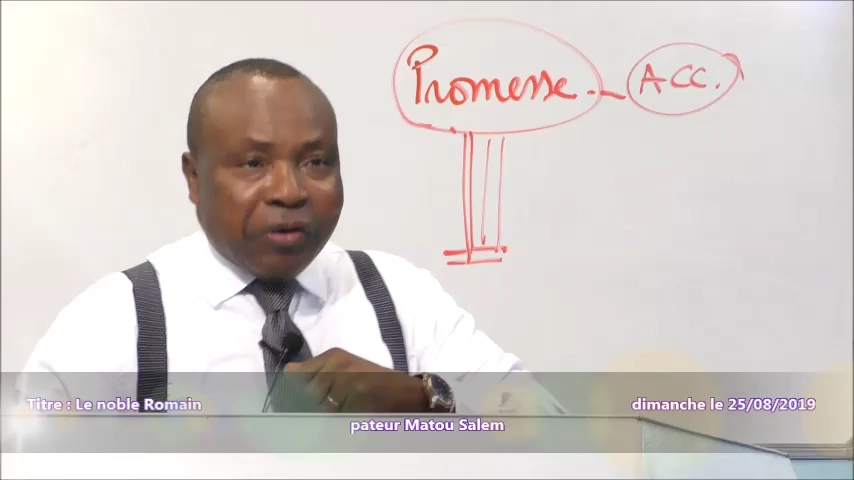 Promesse - ACC.
Titre : Le noble Romain
dimanche le 25/08/2019
pateur Matou Salem